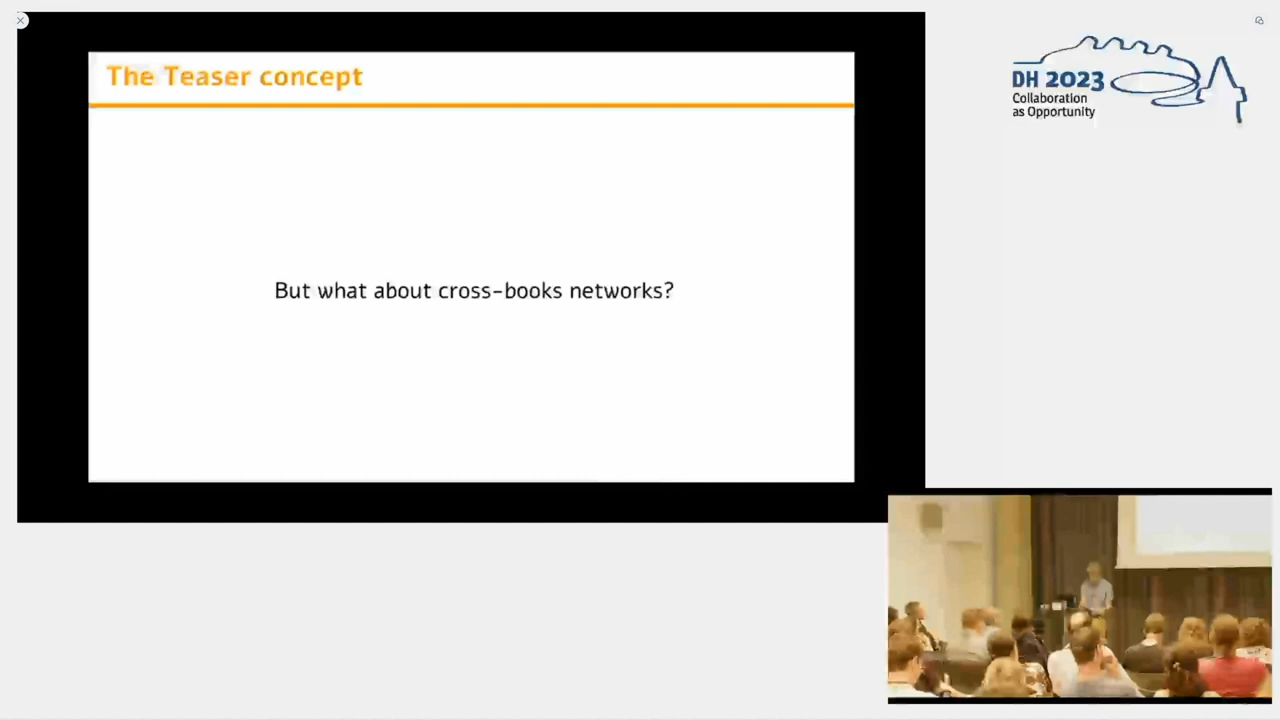 The Teaser concept
But what about cross-books networks?
DH 2023
Collaboration
as Opportunity